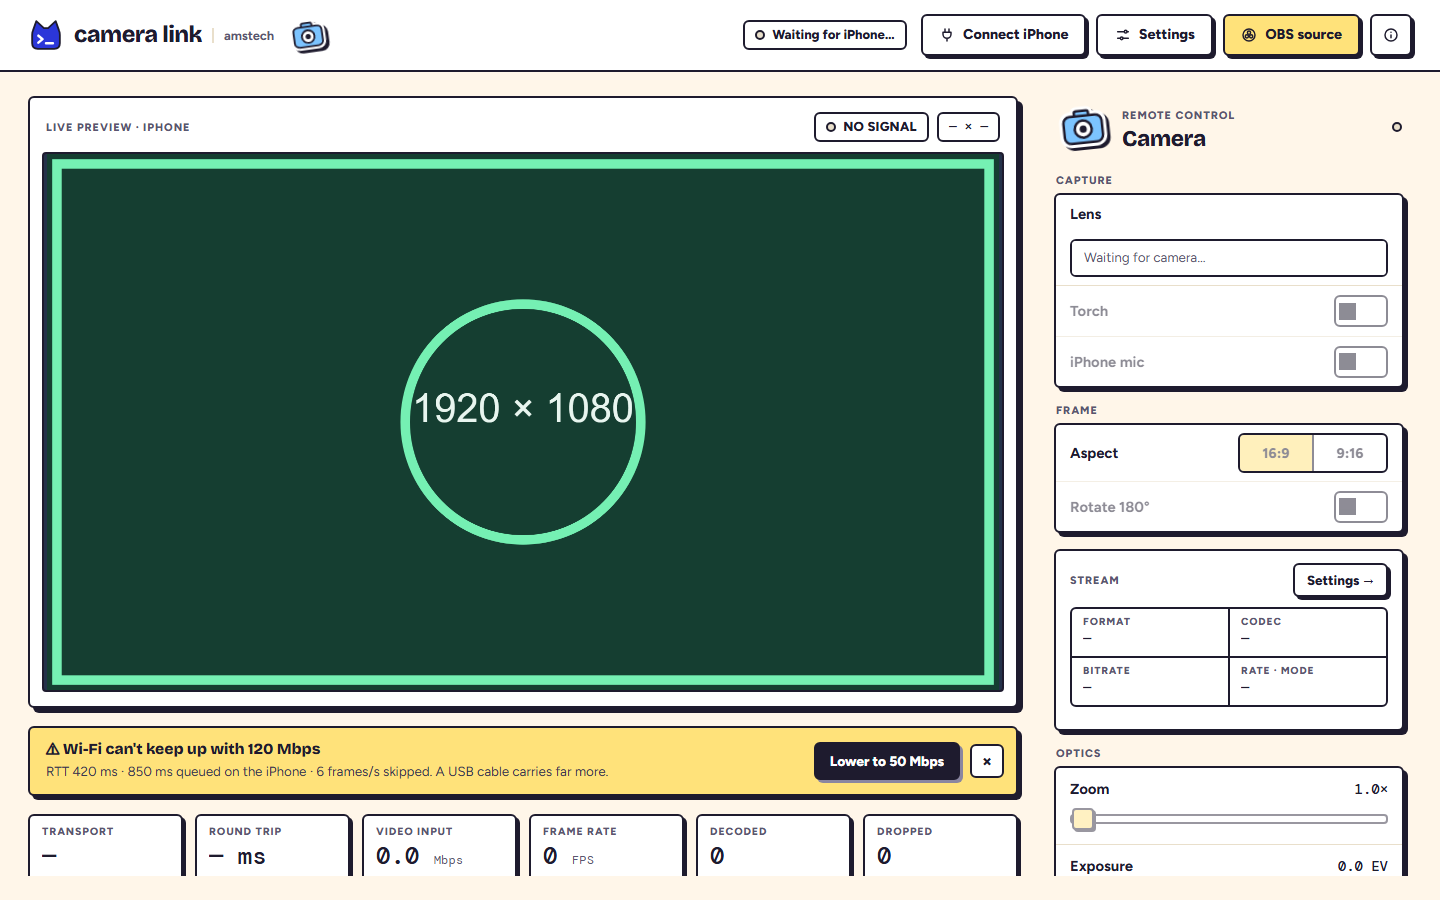 camera link
amstech
Waiting for iPhone...
Connect iPhone
Settings
OBS source
LIVE PREVIEW · IPHONE
NO SIGNAL
– × –
1920 × 1080
⚠ Wi-Fi can't keep up with 120 Mbps
RTT 420 ms · 850 ms queued on the iPhone · 6 frames/s skipped. A USB cable carries far more.
Lower to 50 Mbps
×
TRANSPORT
–
ROUND TRIP
– ms
VIDEO INPUT
0.0 Mbps
FRAME RATE
0 FPS
DECODED
0
DROPPED
0
REMOTE CONTROL
Camera
CAPTURE
Lens
Waiting for camera...
Torch
iPhone mic
FRAME
Aspect
16:9
9:16
Rotate 180°
STREAM
Settings →
FORMAT
–
CODEC
–
BITRATE
–
RATE · MODE
–
OPTICS
Zoom
1.0×
Exposure
0.0 EV